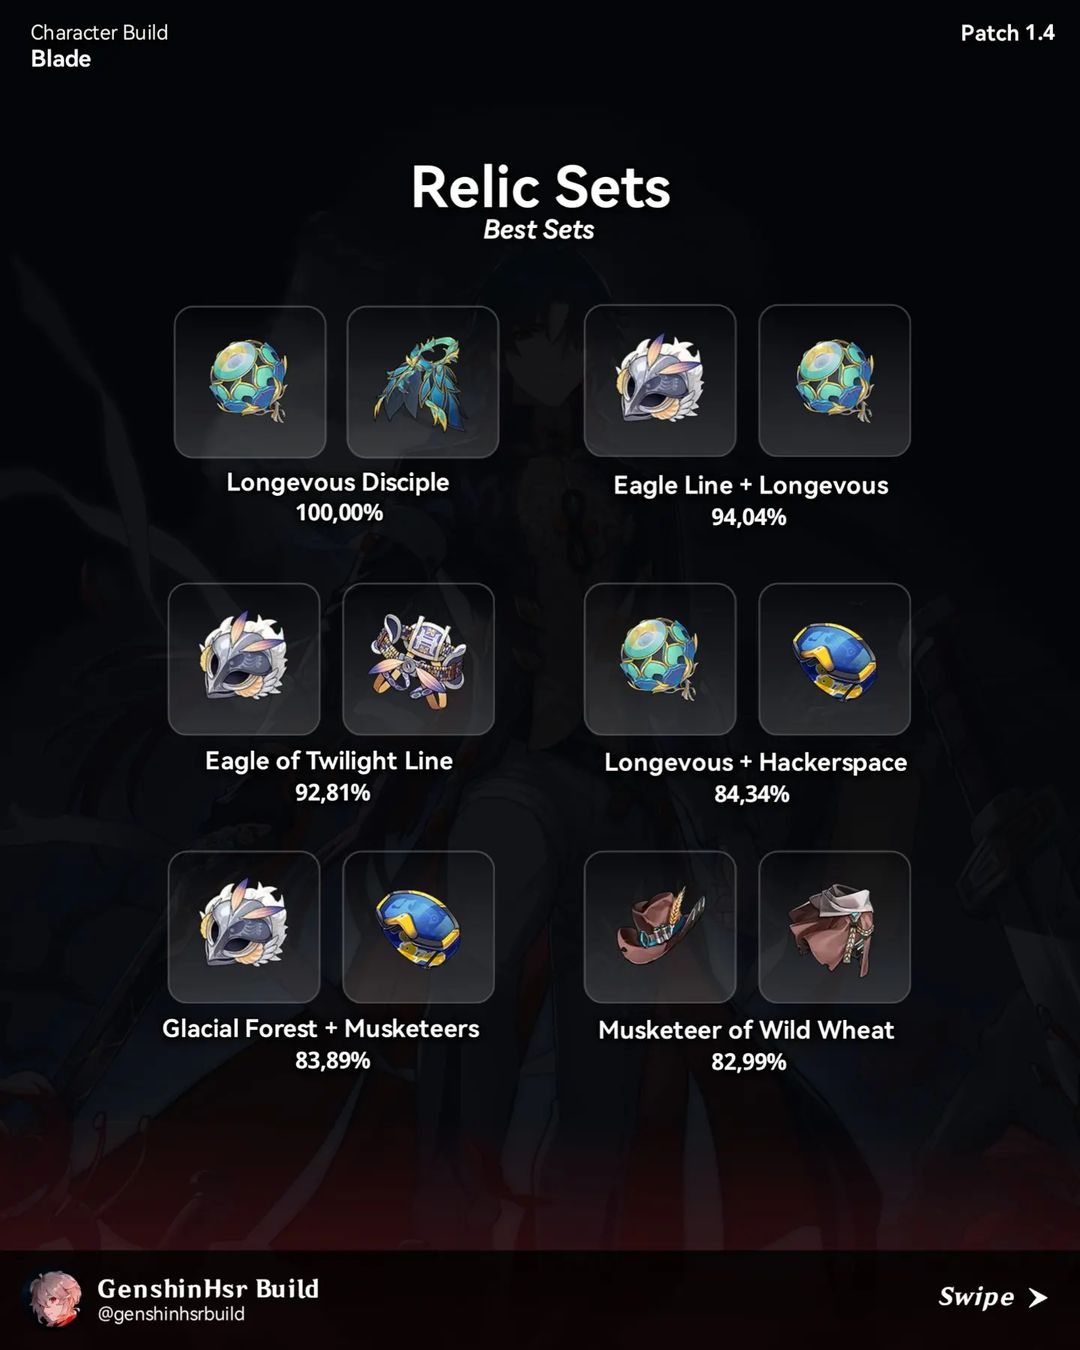 Character Build
Blade
Patch 1.4
Relic Sets
Best Sets
Longevous Disciple
100,00%
Eagle Line + Longevous
94,04%
Eagle of Twilight Line
92,81%
Longevous + Hackerspace
84,34%
Glacial Forest + Musketeers
83,89%
Musketeer of Wild Wheat
82,99%
GenshinHsr Build
@genshinhsrbuild
Swipe